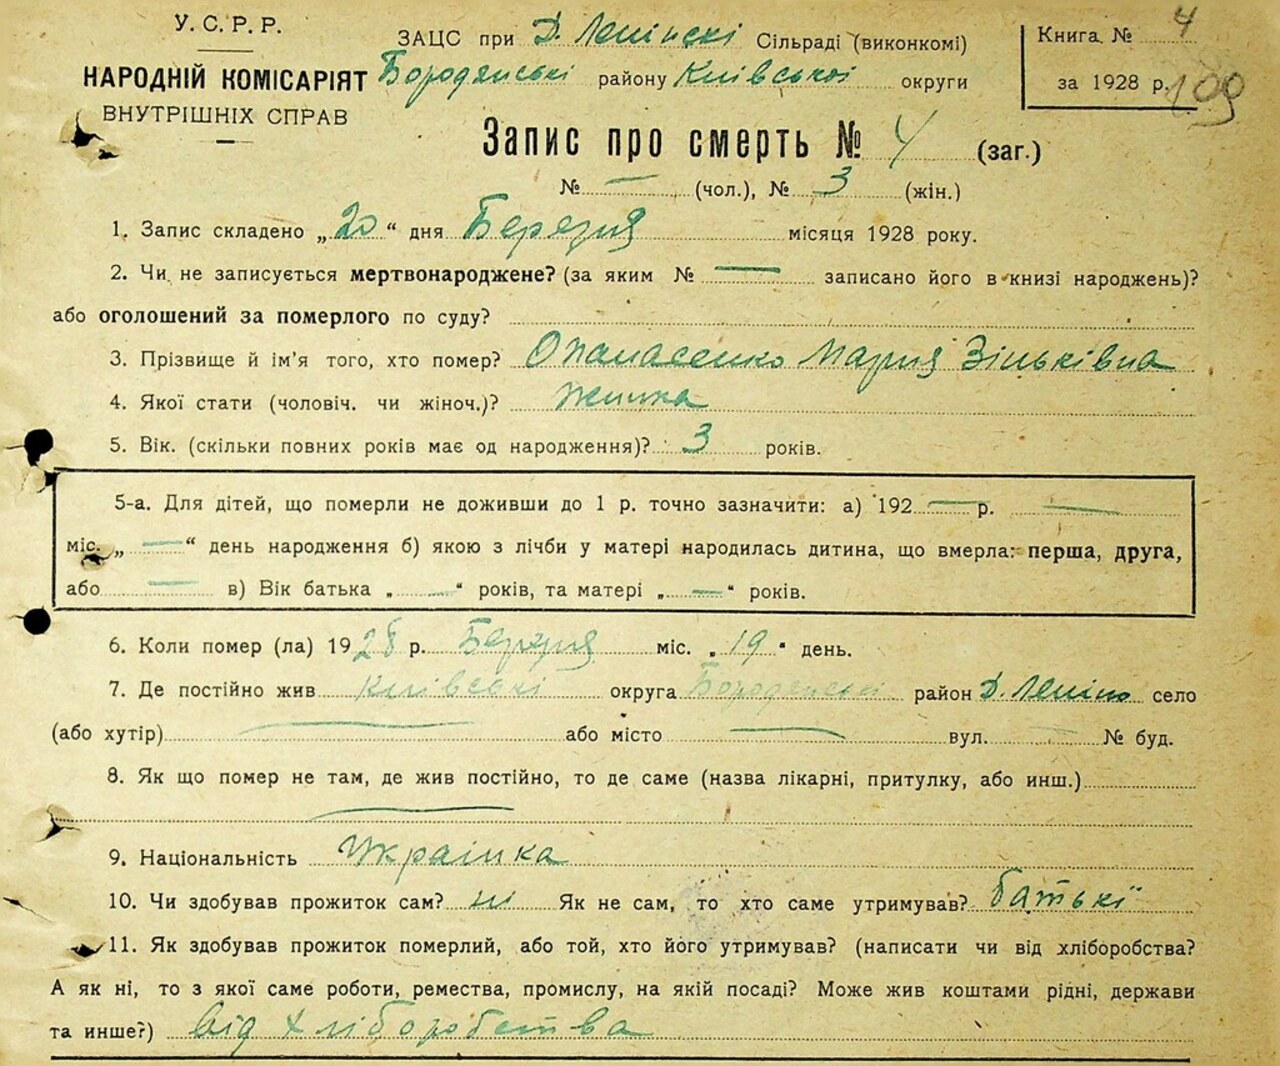 У.С.Р.Р.
НАРОДНІЙ КОМІСАРІЯТ
ВНУТРІШНІХ СПРАВ
ЗАЦС при Д. Ленінскі Сільраді (виконкомі)
Бородянські району Київської округи
Книга № 4
за 1928 р.
109
Запис про смерть № 4 (заг.)
№ — (чол.), № 3 (жін.)
1. Запис складено „20“ дня Березня місяця 1928 року.
2. Чи не записується мертвонароджене? (за яким № — записано його в книзі народжень)?
або оголошений за померлого по суду?
3. Прізвище й ім'я того, хто помер? Опанасенко Мария Зіньківна
4. Якої стати (чоловіч. чи жіноч.)? жинка
5. Вік. (скільки повних років має од народження)? 3 років.
5-а. Для дітей, що померли не доживши до 1 р. точно зазначити: а) 192 — р. —
міс. „ — “ день народження б) якою з лічби у матері народилась дитина, що вмерла: перша, друга,
або — в) Вік батька „ — “ років, та матері „ — “ років.
6. Коли помер (ла) 1928 р. Березня міс. „19“ день.
7. Де постійно жив Київські округа Бородянські район Д. Леніно село
(або хутір) — або місто — вул. — № буд.
8. Як що помер не там, де жив постійно, то де саме (назва лікарні, притулку, або инш.)
—
9. Національність Украінка
10. Чи здобував прожиток сам? ні Як не сам, то хто саме утримував? батькі
11. Як здобував прожиток померлий, або той, хто його утримував? (написати чи від хліборобства?
А як ні, то з якої саме роботи, ремества, промислу, на якій посаді? Може жив коштами рідні, держави
та инше?) від хліборобства